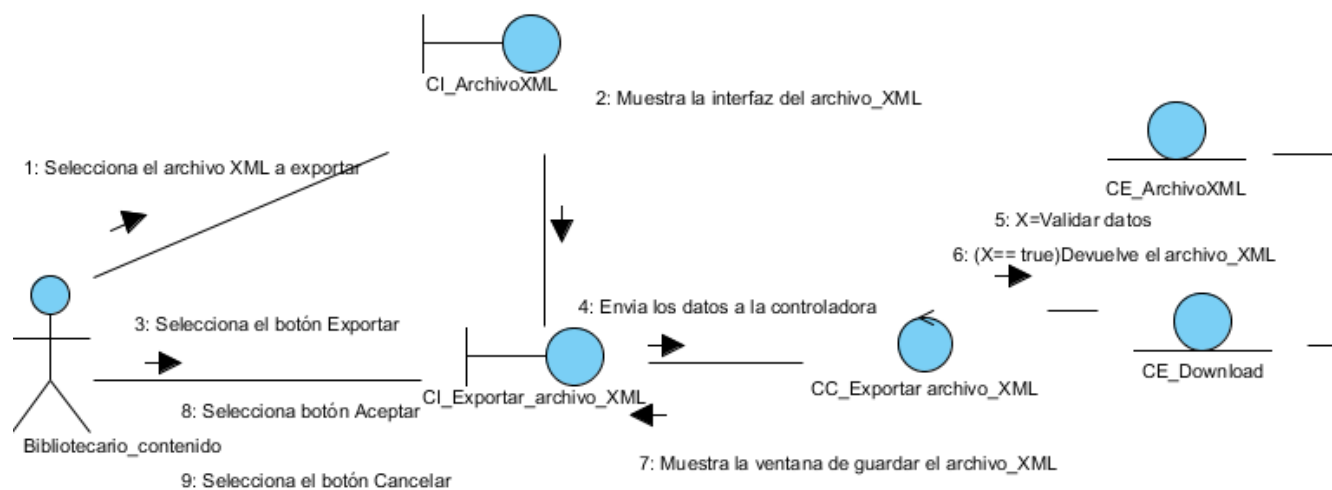 CI_ArchivoXML
2: Muestra la interfaz del archivo_XML
1: Selecciona el archivo XML a exportar
CE_ArchivoXML
5: X=Validar datos
6: (X== true)Devuelve el archivo_XML
3: Selecciona el botón Exportar
4: Envia los datos a la controladora
CE_Download
CI_Exportar_archivo_XML
CC_Exportar archivo_XML
8: Selecciona botón Aceptar
Bibliotecario_contenido
7: Muestra la ventana de guardar el archivo_XML
9: Selecciona el botón Cancelar